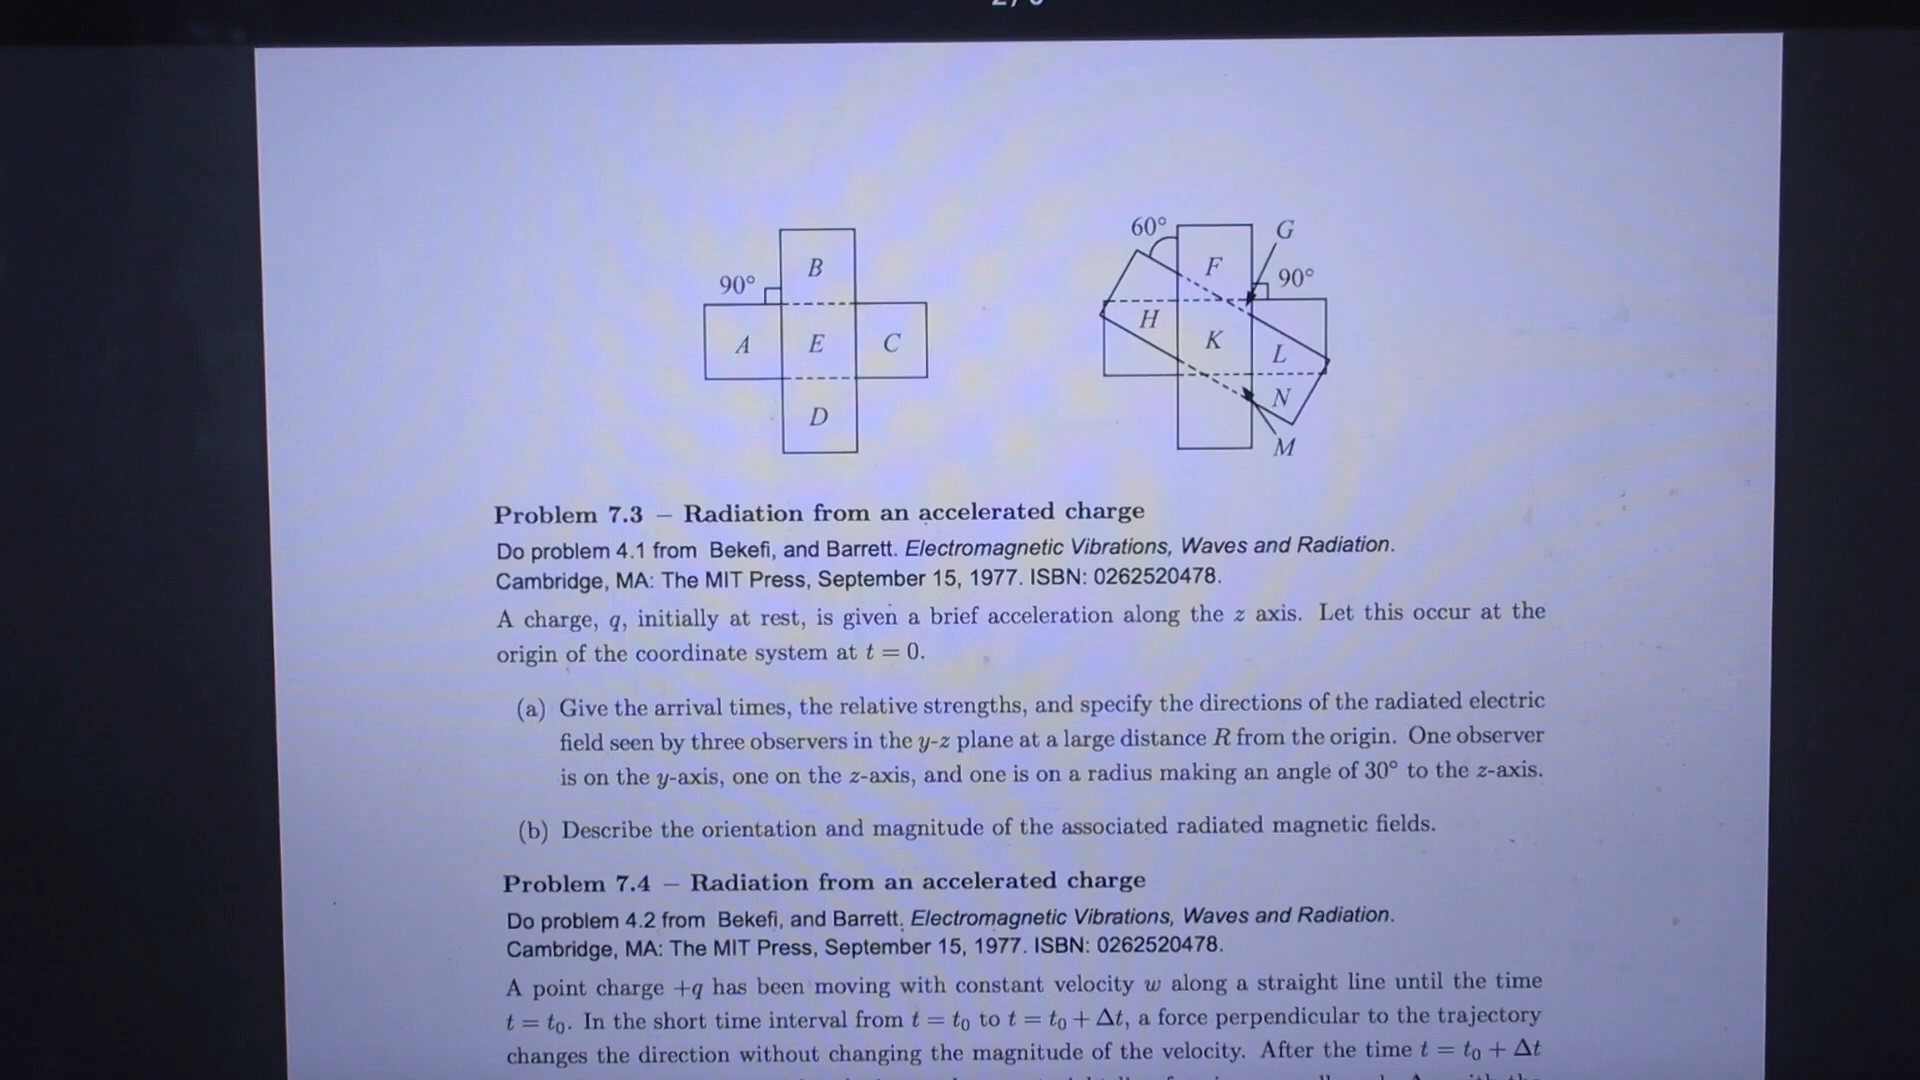 B
90°
A
E
C
D
60°
G
F
90°
H
K
L
N
M
Problem 7.3 – Radiation from an accelerated charge
Do problem 4.1 from Bekefi, and Barrett. Electromagnetic Vibrations, Waves and Radiation.
Cambridge, MA: The MIT Press, September 15, 1977. ISBN: 0262520478.
A charge, q, initially at rest, is given a brief acceleration along the z axis. Let this occur at the
origin of the coordinate system at t = 0.
(a) Give the arrival times, the relative strengths, and specify the directions of the radiated electric
field seen by three observers in the y-z plane at a large distance R from the origin. One observer
is on the y-axis, one on the z-axis, and one is on a radius making an angle of 30° to the z-axis.
(b) Describe the orientation and magnitude of the associated radiated magnetic fields.
Problem 7.4 – Radiation from an accelerated charge
Do problem 4.2 from Bekefi, and Barrett. Electromagnetic Vibrations, Waves and Radiation.
Cambridge, MA: The MIT Press, September 15, 1977. ISBN: 0262520478.
A point charge +q has been moving with constant velocity w along a straight line until the time
t = t₀. In the short time interval from t = t₀ to t = t₀ + Δt, a force perpendicular to the trajectory
changes the direction without changing the magnitude of the velocity. After the time t = t₀ + Δt